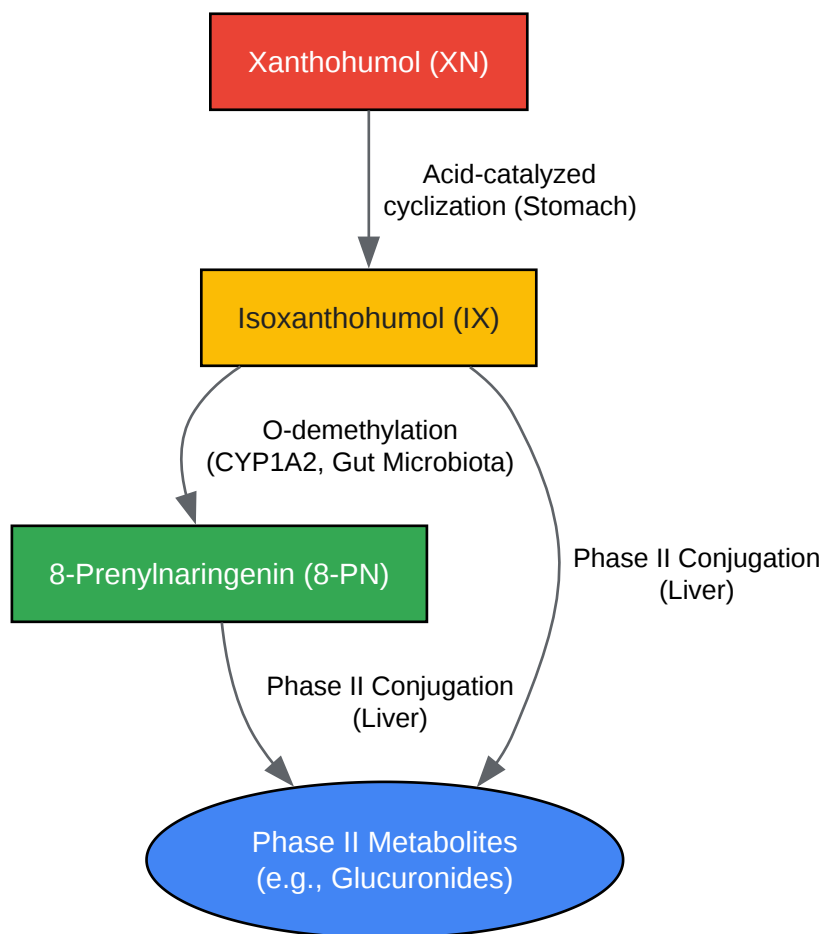 Xanthohumol (XN)
Acid-catalyzed
cyclization (Stomach)
Isoxanthohumol (IX)
O-demethylation
(CYP1A2, Gut Microbiota)
8-Prenylnaringenin (8-PN)
Phase II Conjugation
(Liver)
Phase II Conjugation
(Liver)
Phase II Metabolites
(e.g., Glucuronides)